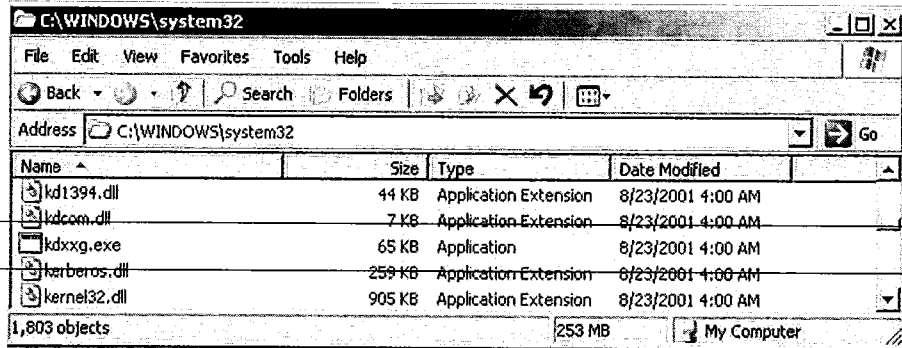 C:\WINDOWS\system32
File Edit View Favorites Tools Help
Back Search Folders
Address C:\WINDOWS\system32 Go
Name Size Type Date Modified
kd1394.dll 44 KB Application Extension 8/23/2001 4:00 AM
kdcom.dll 7 KB Application Extension 8/23/2001 4:00 AM
kdxxg.exe 65 KB Application 8/23/2001 4:00 AM
kerberos.dll 259 KB Application Extension 8/23/2001 4:00 AM
kernel32.dll 905 KB Application Extension 8/23/2001 4:00 AM
1,803 objects 253 MB My Computer